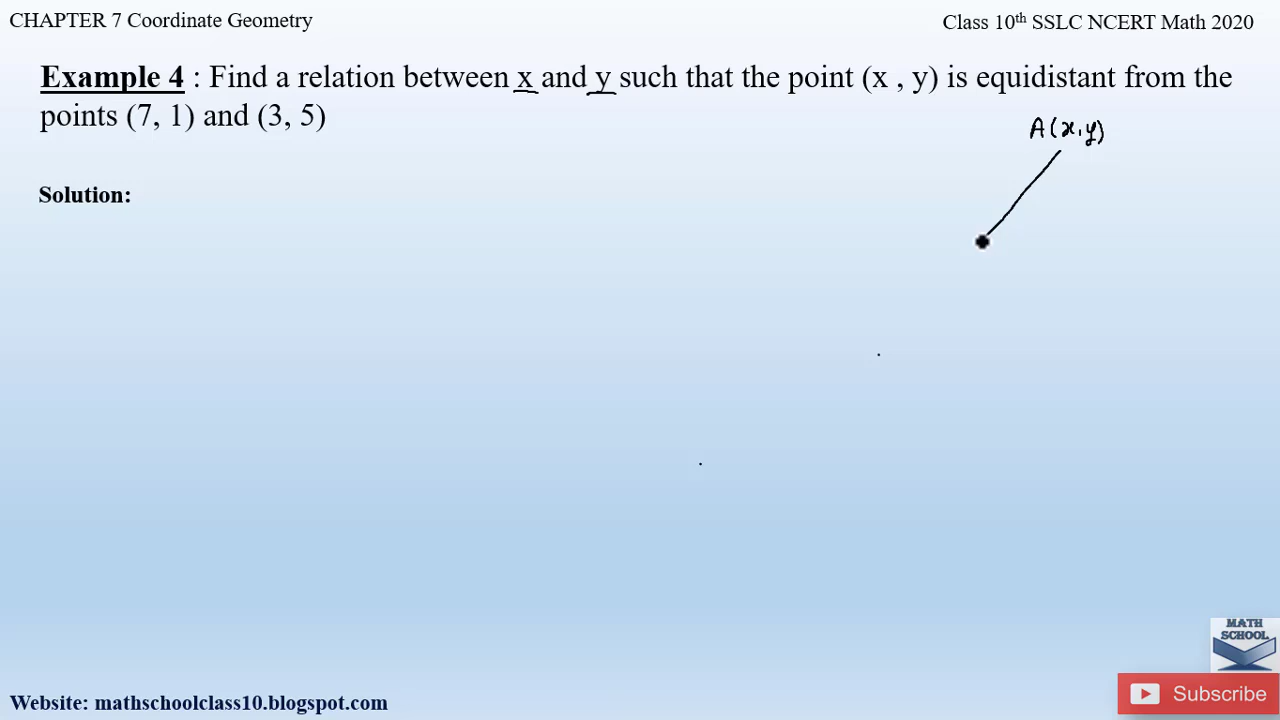 CHAPTER 7 Coordinate Geometry
Class 10th SSLC NCERT Math 2020
Example 4 : Find a relation between x and y such that the point (x , y) is equidistant from the
points (7, 1) and (3, 5)
A(x,y)
Solution:
MATH
SCHOOL
Subscribe
Website: mathschoolclass10.blogspot.com